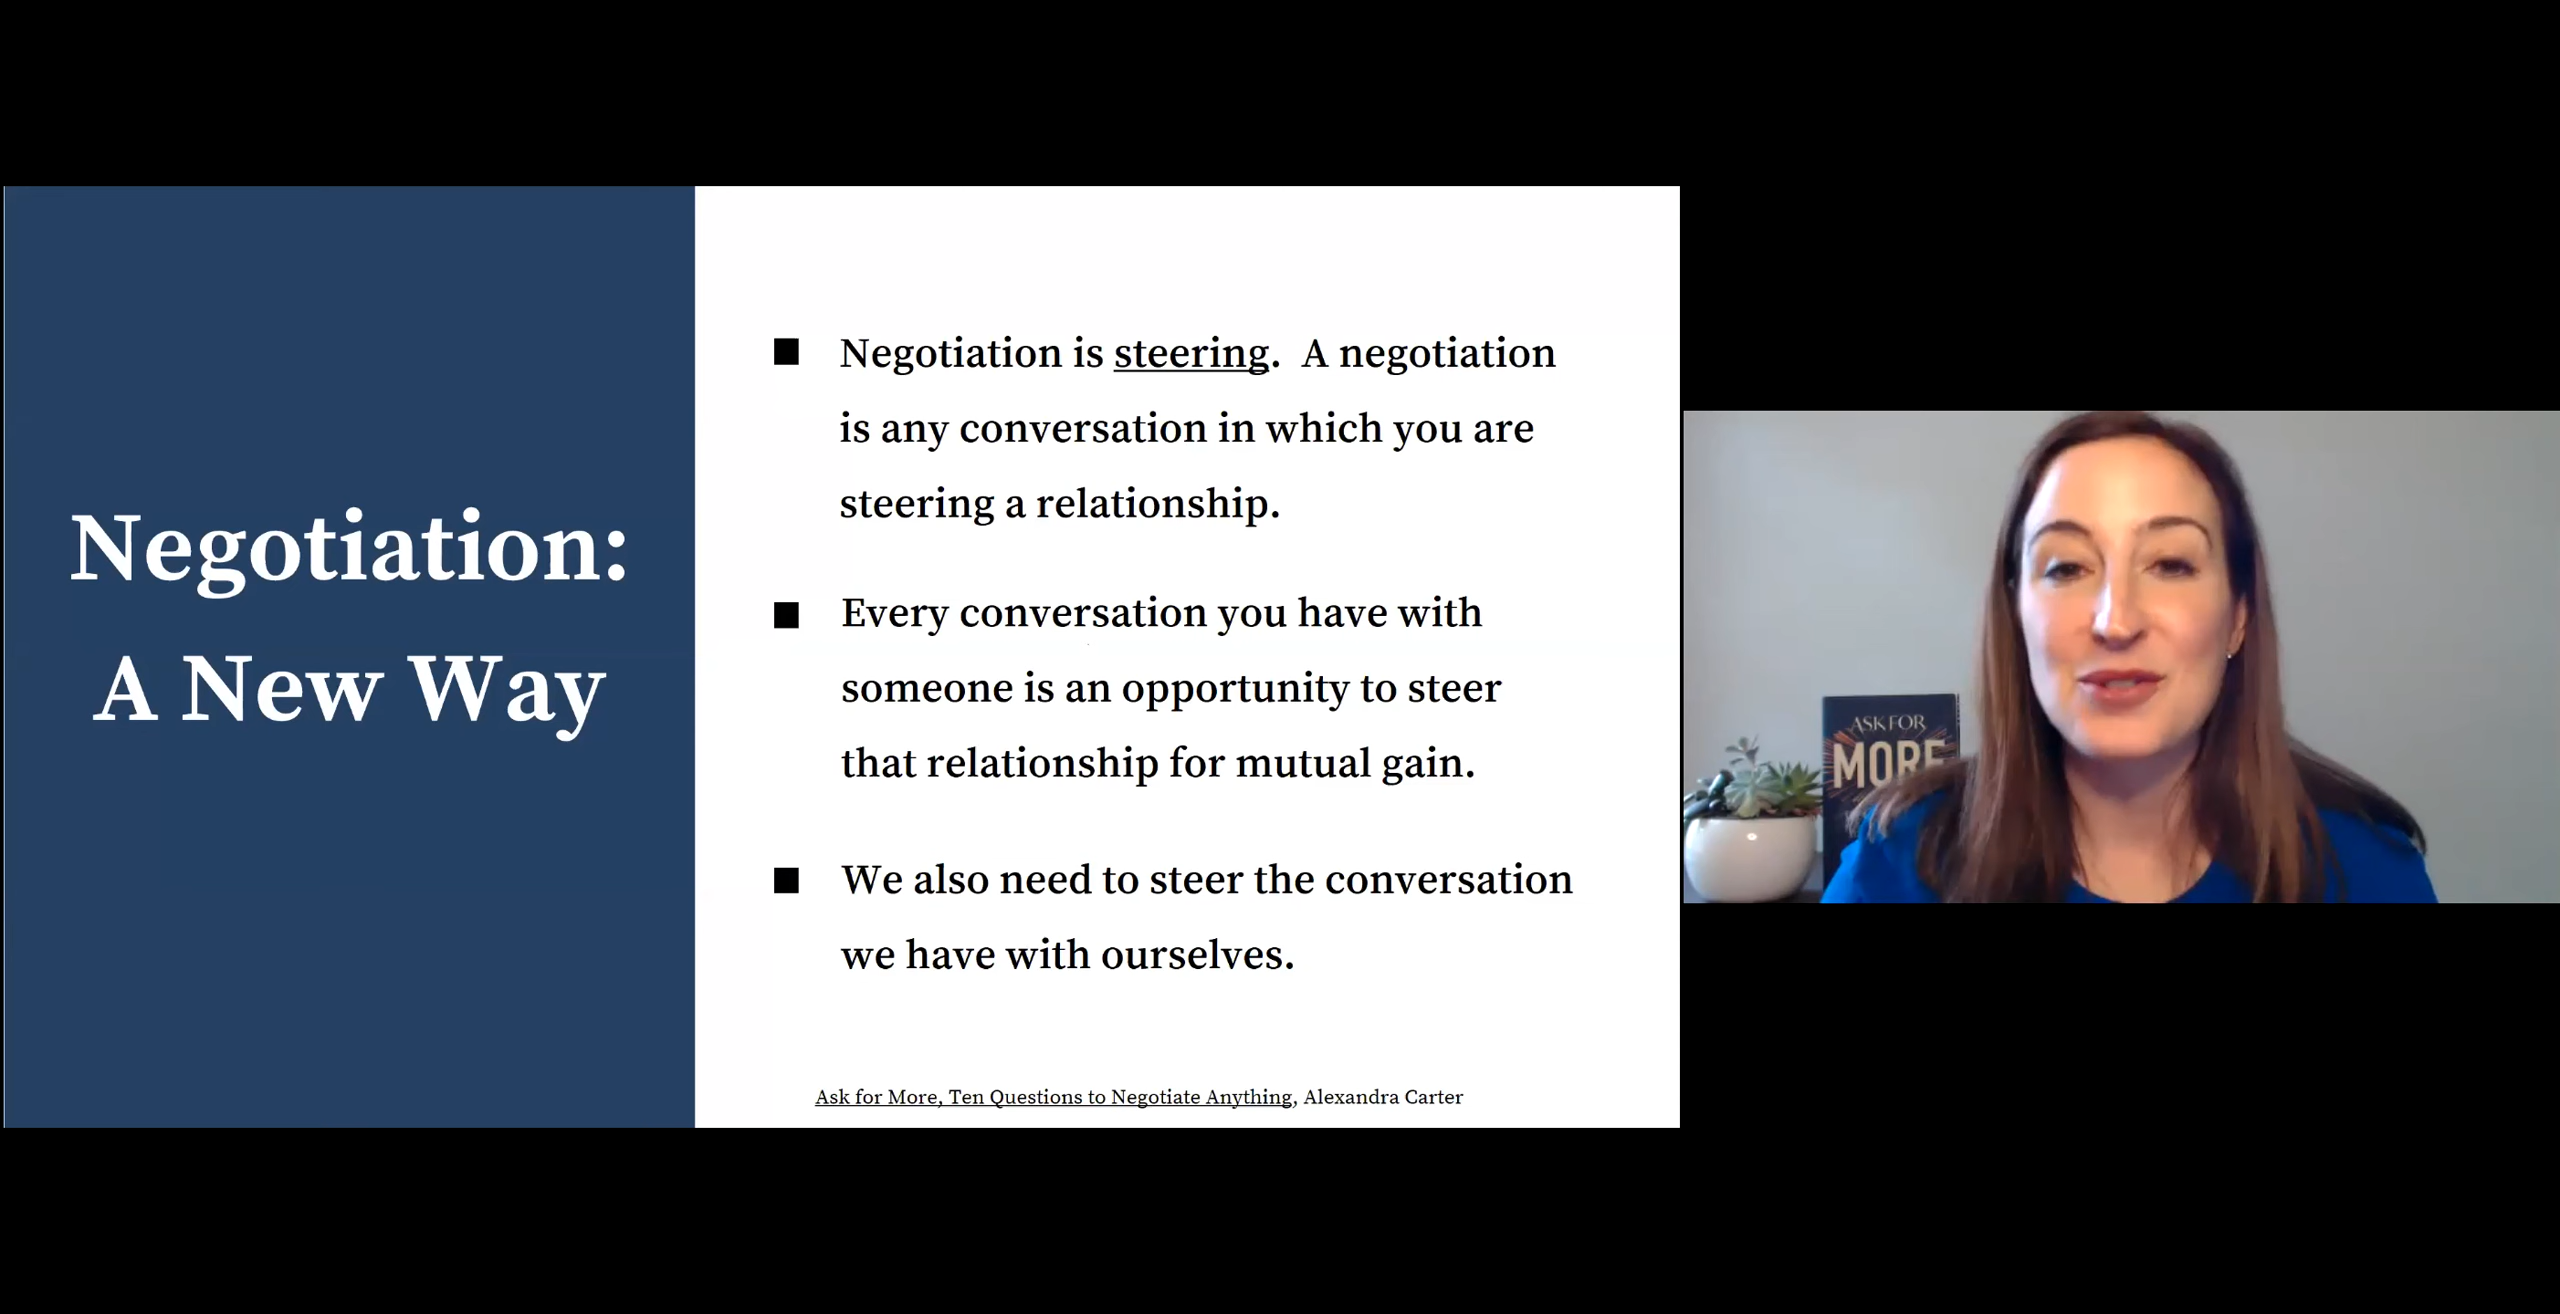 Negotiation:
A New Way
■ Negotiation is steering.  A negotiation
is any conversation in which you are
steering a relationship.
■ Every conversation you have with
someone is an opportunity to steer
that relationship for mutual gain.
■ We also need to steer the conversation
we have with ourselves.
Ask for More, Ten Questions to Negotiate Anything, Alexandra Carter
ASK FOR
MORE